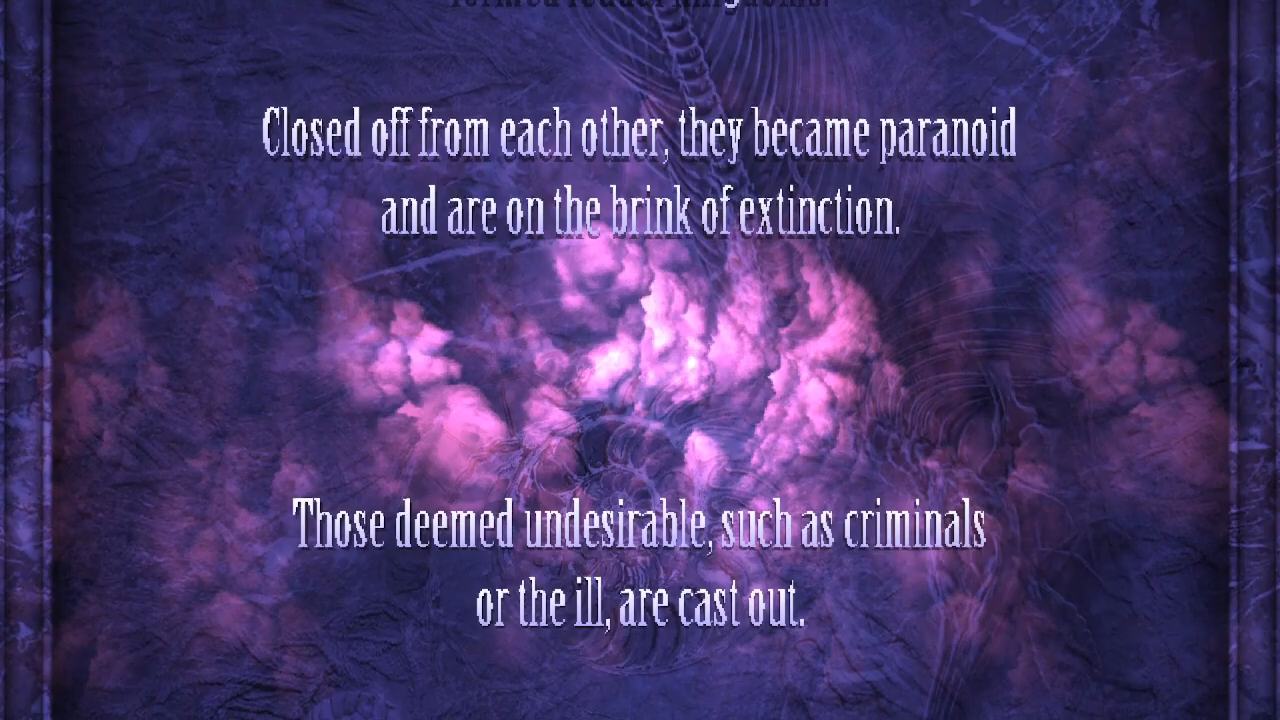 Closed off from each other, they became paranoid
and are on the brink of extinction.
Those deemed undesirable, such as criminals
or the ill, are cast out.